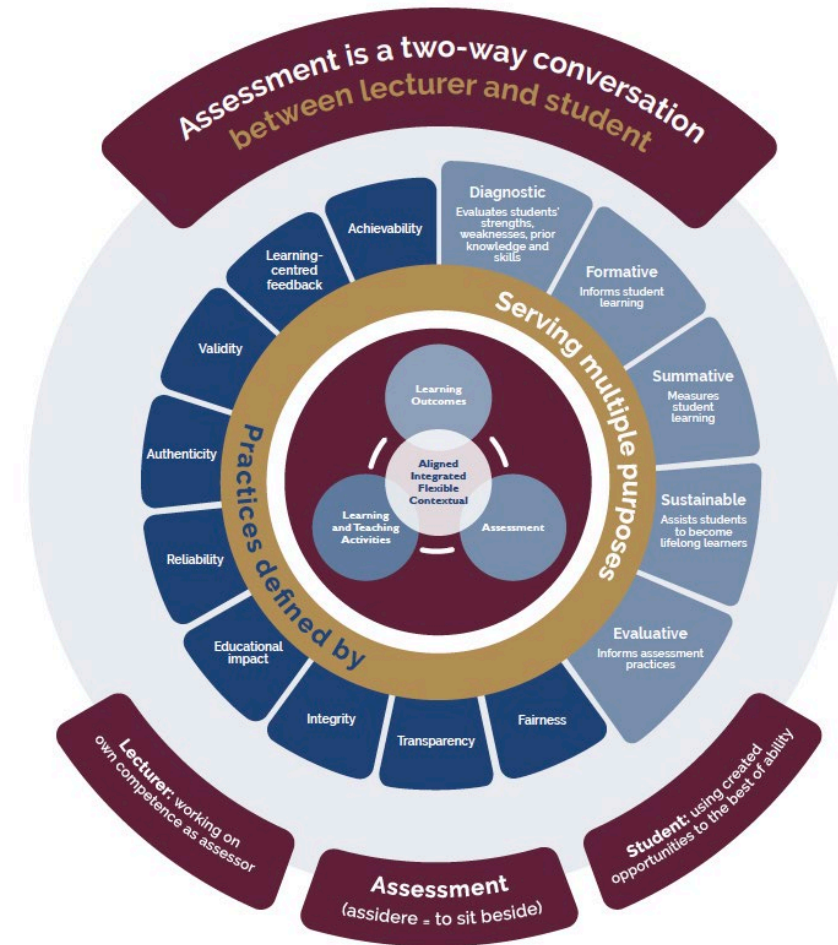 Assessment is a two-way conversation
between lecturer and student
Diagnostic
Evaluates students'
strengths,
weaknesses, prior
knowledge and
skills
Formative
Informs student
learning
Summative
Measures
student
learning
Sustainable
Assists students
to become
lifelong learners
Evaluative
Informs assessment
practices
Serving multiple purposes
Achievability
Learning-
centred
feedback
Validity
Authenticity
Reliability
Educational
impact
Integrity
Transparency
Fairness
Practices defined by
Learning
Outcomes
Aligned
Integrated
Flexible
Contextual
Learning
and Teaching
Activities
Assessment
Lecturer: working on
own competence as assessor
Assessment
(assidere = to sit beside)
Student: using created
opportunities to the best of ability